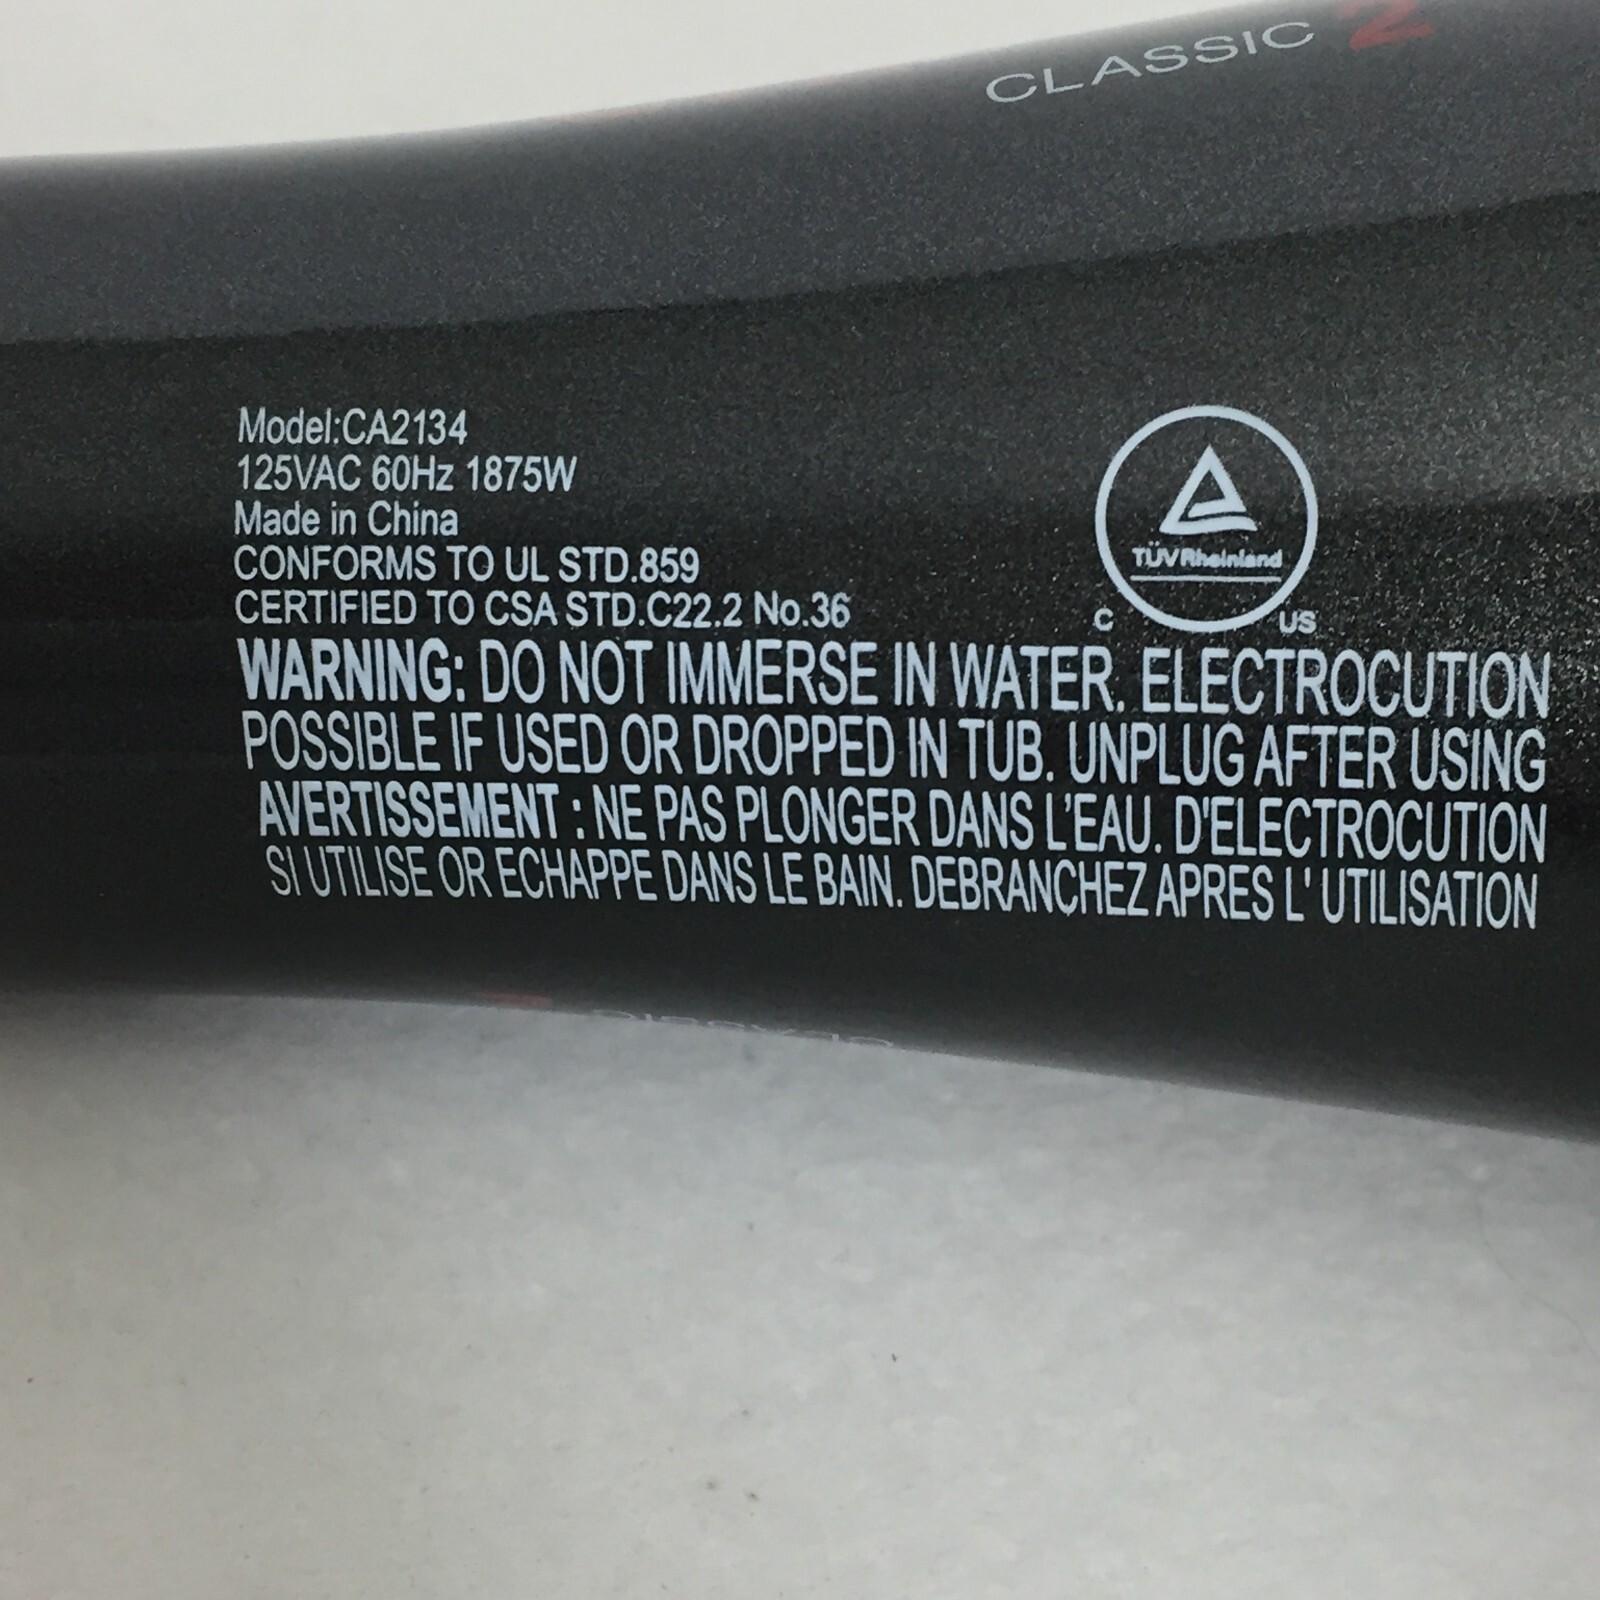 CLASSIC 2
Model:CA2134
125VAC 60Hz 1875W
Made in China
CONFORMS TO UL STD.859
CERTIFIED TO CSA STD.C22.2 No.36
TÜVRheinland
C US
WARNING: DO NOT IMMERSE IN WATER. ELECTROCUTION
POSSIBLE IF USED OR DROPPED IN TUB. UNPLUG AFTER USING
AVERTISSEMENT : NE PAS PLONGER DANS L'EAU. D'ELECTROCUTION
SI UTILISE OR ECHAPPE DANS LE BAIN. DEBRANCHEZ APRES L' UTILISATION